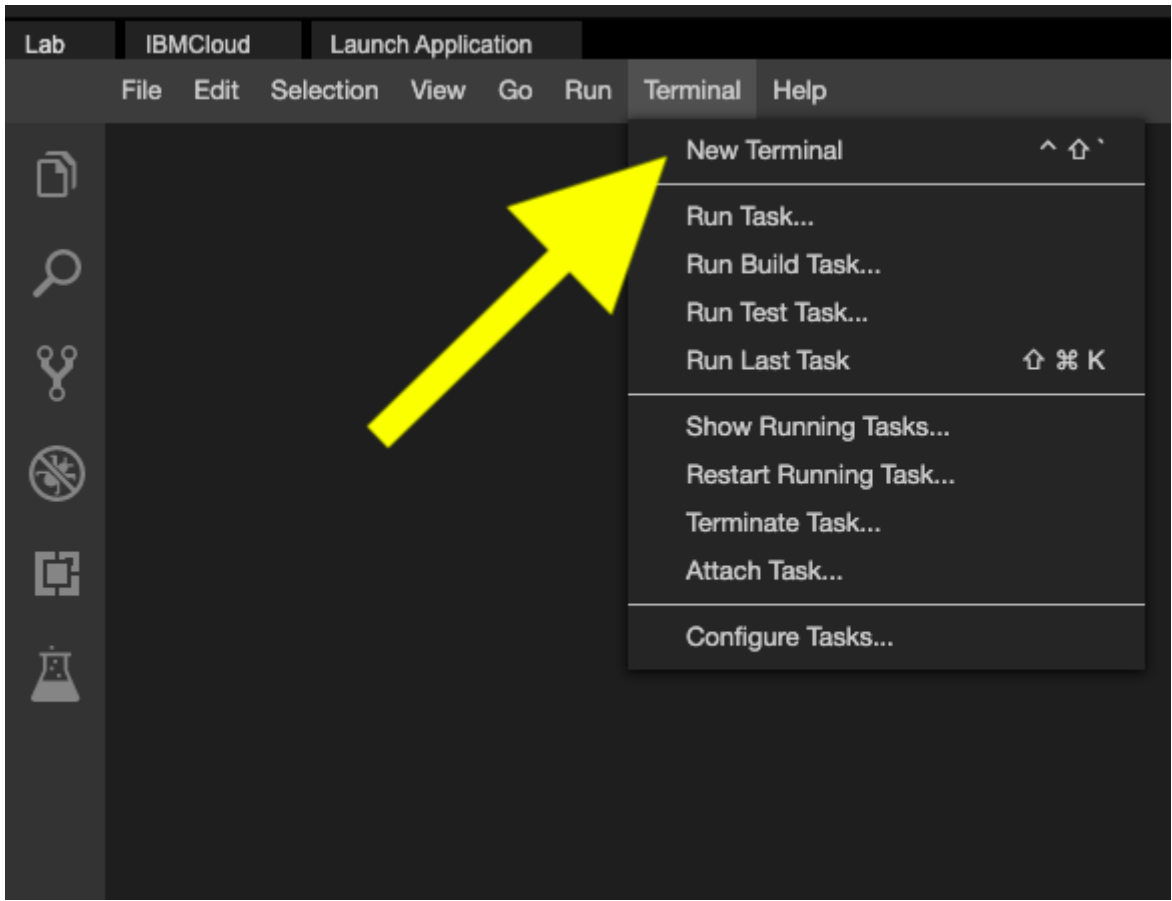 Lab IBMCloud Launch Application
File Edit Selection View Go Run Terminal Help
New Terminal ^ ⇧ `
Run Task...
Run Build Task...
Run Test Task...
Run Last Task ⇧ ⌘ K
Show Running Tasks...
Restart Running Task...
Terminate Task...
Attach Task...
Configure Tasks...